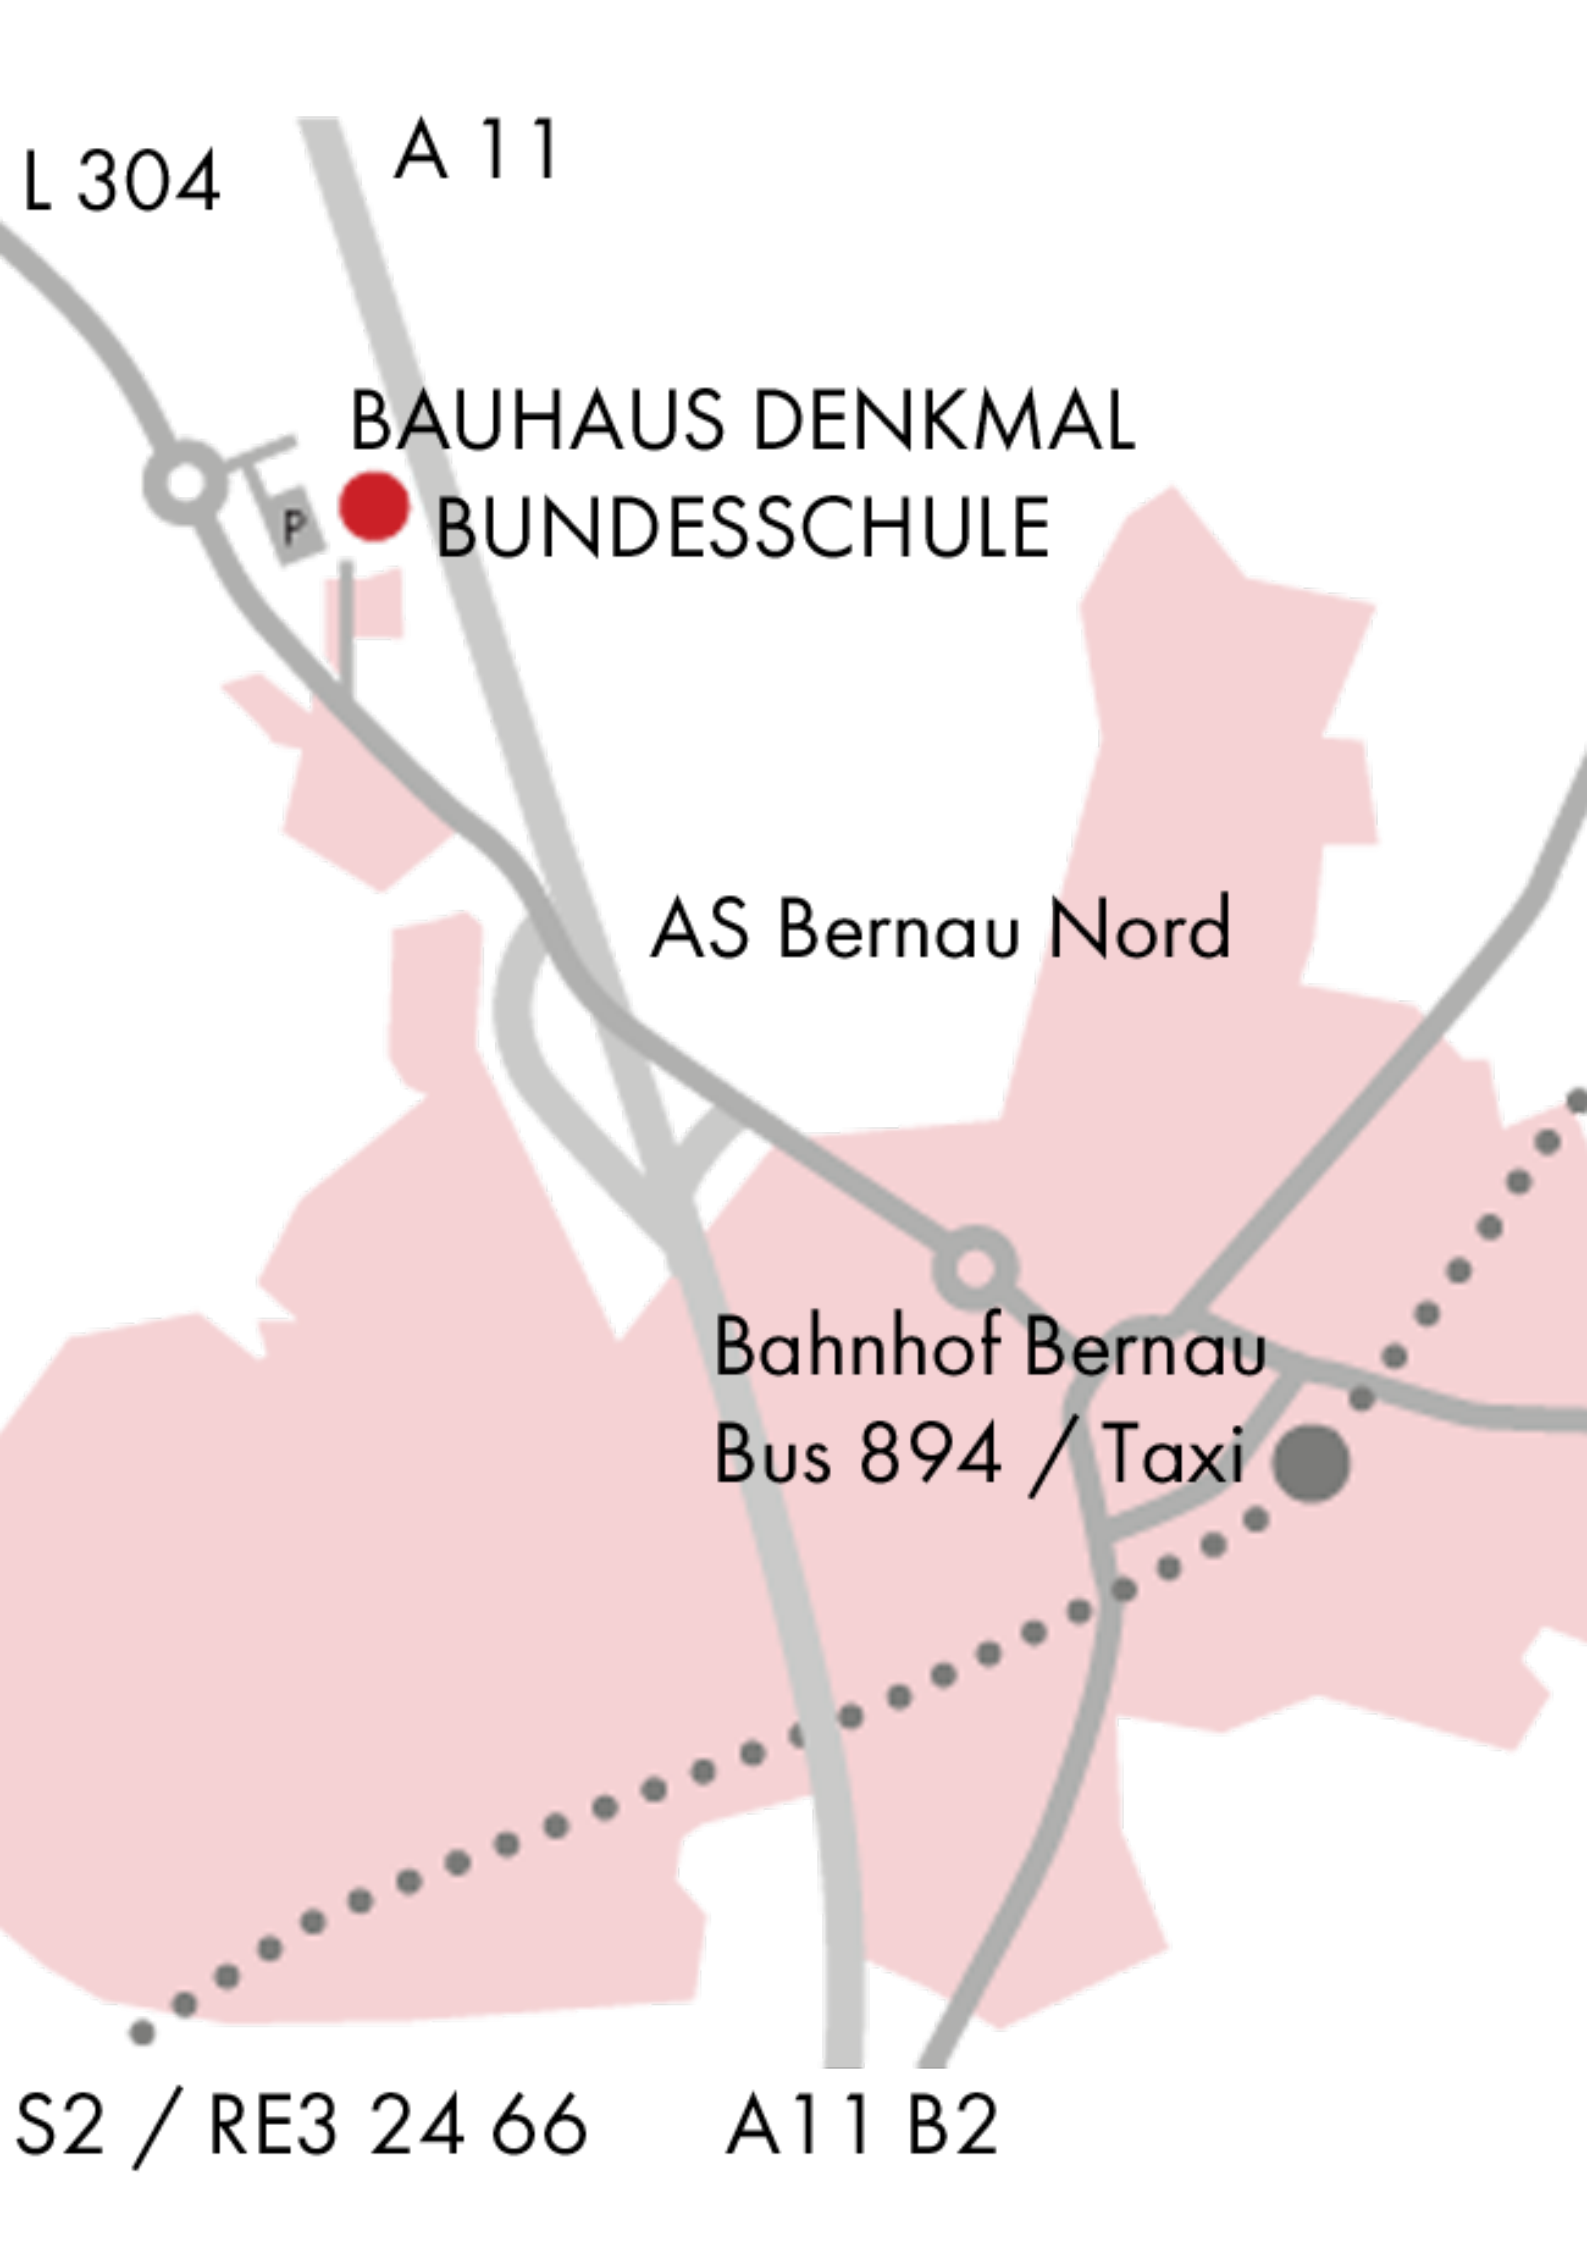 L 304
A 11
BAUHAUS DENKMAL
BUNDESSCHULE
P
AS Bernau Nord
Bahnhof Bernau
Bus 894 / Taxi
S2 / RE3 24 66
A11 B2